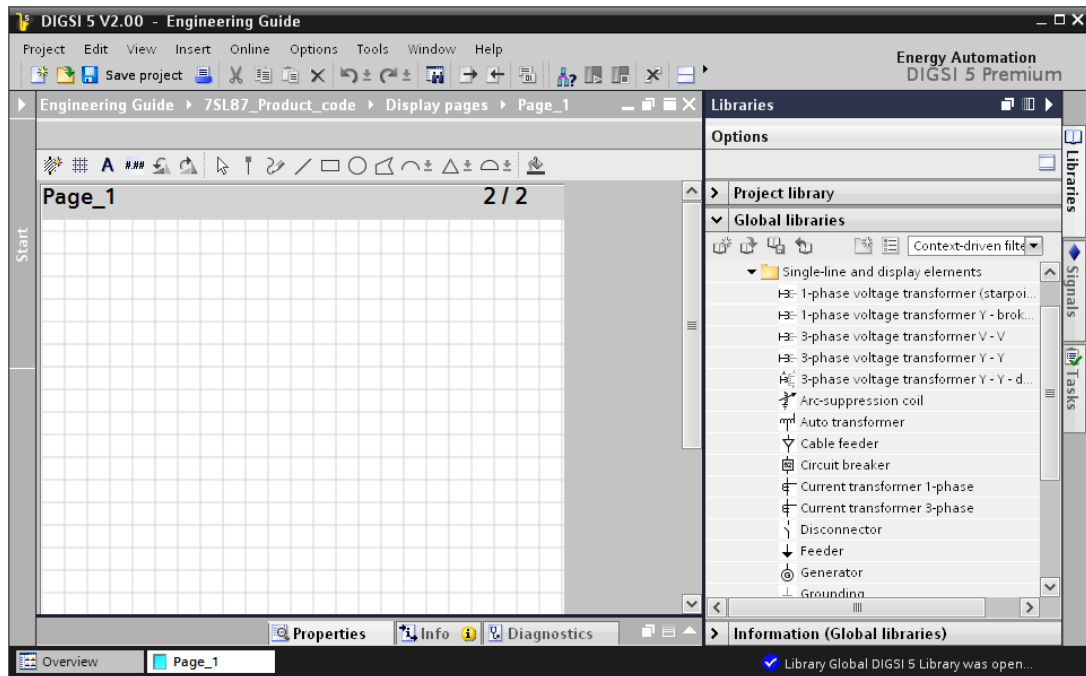 DIGSI 5 V2.00 - Engineering Guide
Project Edit View Insert Online Options Tools Window Help
Save project
Energy Automation
DIGSI 5 Premium
Engineering Guide › 7SL87_Product_code › Display pages › Page_1
Start
A #.##
Page_1 2 / 2
Properties Info Diagnostics
Libraries
Options
Project library
Global libraries
Context-driven filte
Single-line and display elements
1-phase voltage transformer (starpoi...
1-phase voltage transformer Y - brok...
3-phase voltage transformer V - V
3-phase voltage transformer Y - Y
3-phase voltage transformer Y - Y - d...
Arc-suppression coil
Auto transformer
Cable feeder
Circuit breaker
Current transformer 1-phase
Current transformer 3-phase
Disconnector
Feeder
Generator
Grounding
Information (Global libraries)
Libraries
Signals
Tasks
Overview Page_1
Library Global DIGSI 5 Library was open...